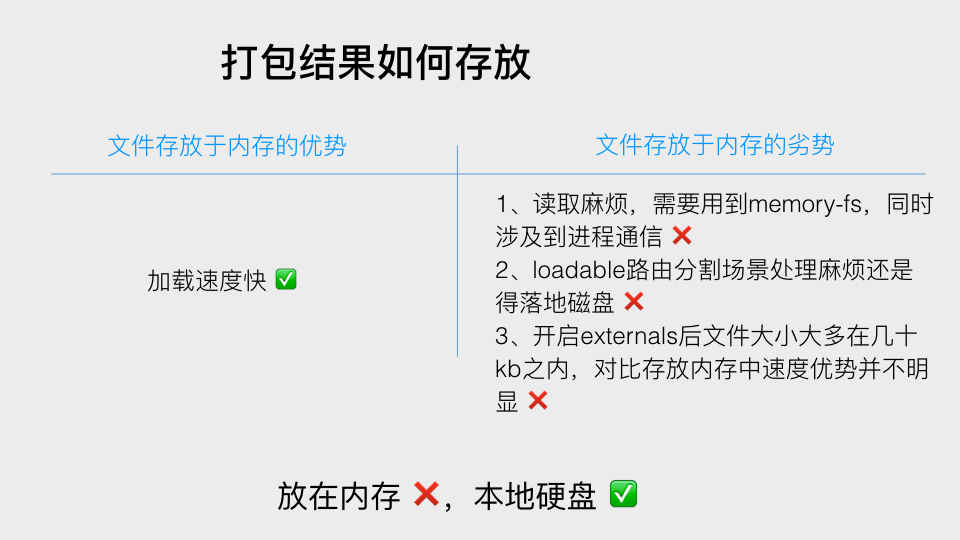 打包结果如何存放
文件存放于内存的优势
文件存放于内存的劣势
加载速度快 ✅
1、读取麻烦，需要用到memory-fs，同时
涉及到进程通信 ❌
2、loadable路由分割场景处理麻烦还是
得落地磁盘 ❌
3、开启externals后文件大小大多在几十
kb之内，对比存放内存中速度优势并不明
显 ❌
放在内存 ❌，本地硬盘 ✅